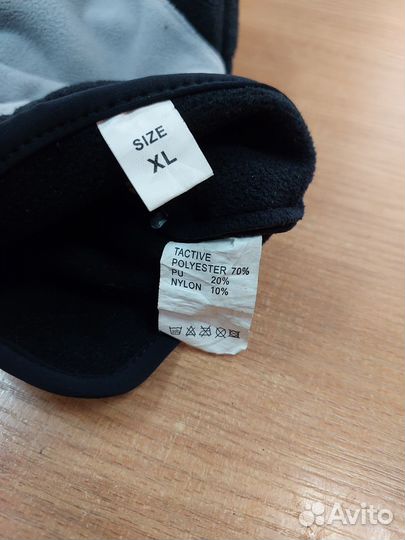 SIZE
XL
TACTIVE
POLYESTER 70%
PU 20%
NYLON 10%
Avito